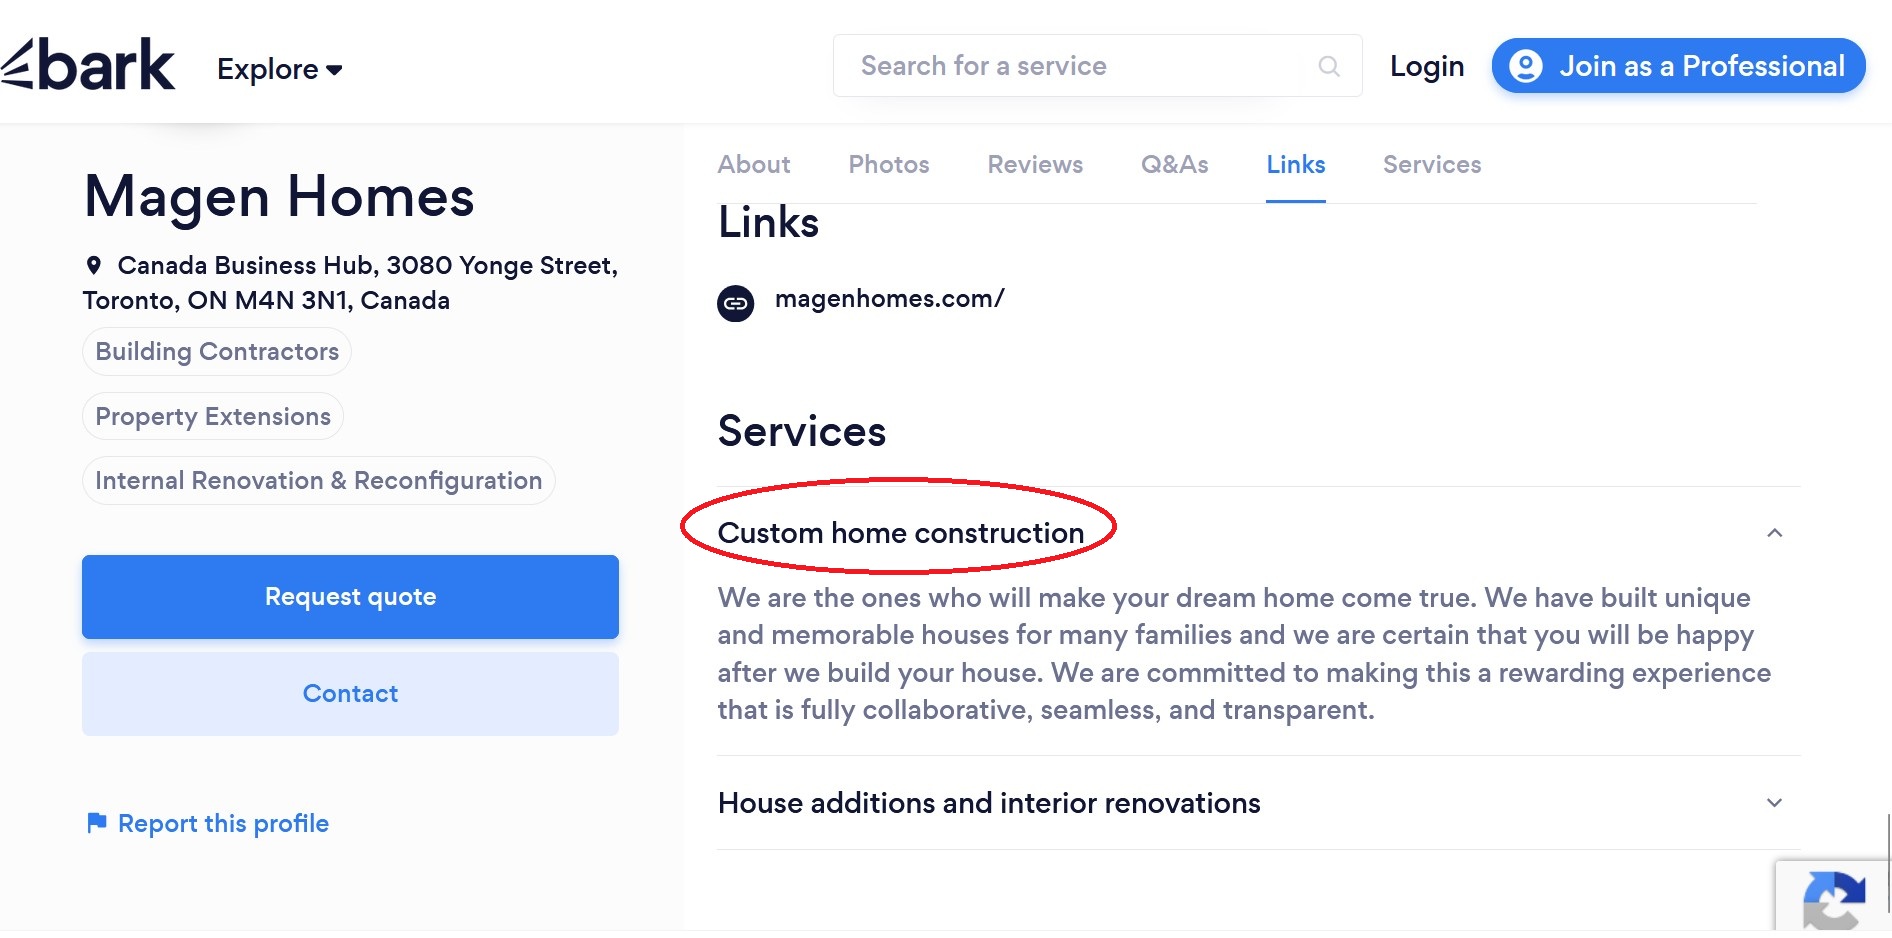 bark
Explore
Search for a service
Login
Join as a Professional
Magen Homes
Canada Business Hub, 3080 Yonge Street,
Toronto, ON M4N 3N1, Canada
Building Contractors
Property Extensions
Internal Renovation & Reconfiguration
Request quote
Contact
Report this profile
About
Photos
Reviews
Q&As
Links
Services
Links
magenhomes.com/
Services
Custom home construction
We are the ones who will make your dream home come true. We have built unique
and memorable houses for many families and we are certain that you will be happy
after we build your house. We are committed to making this a rewarding experience
that is fully collaborative, seamless, and transparent.
House additions and interior renovations